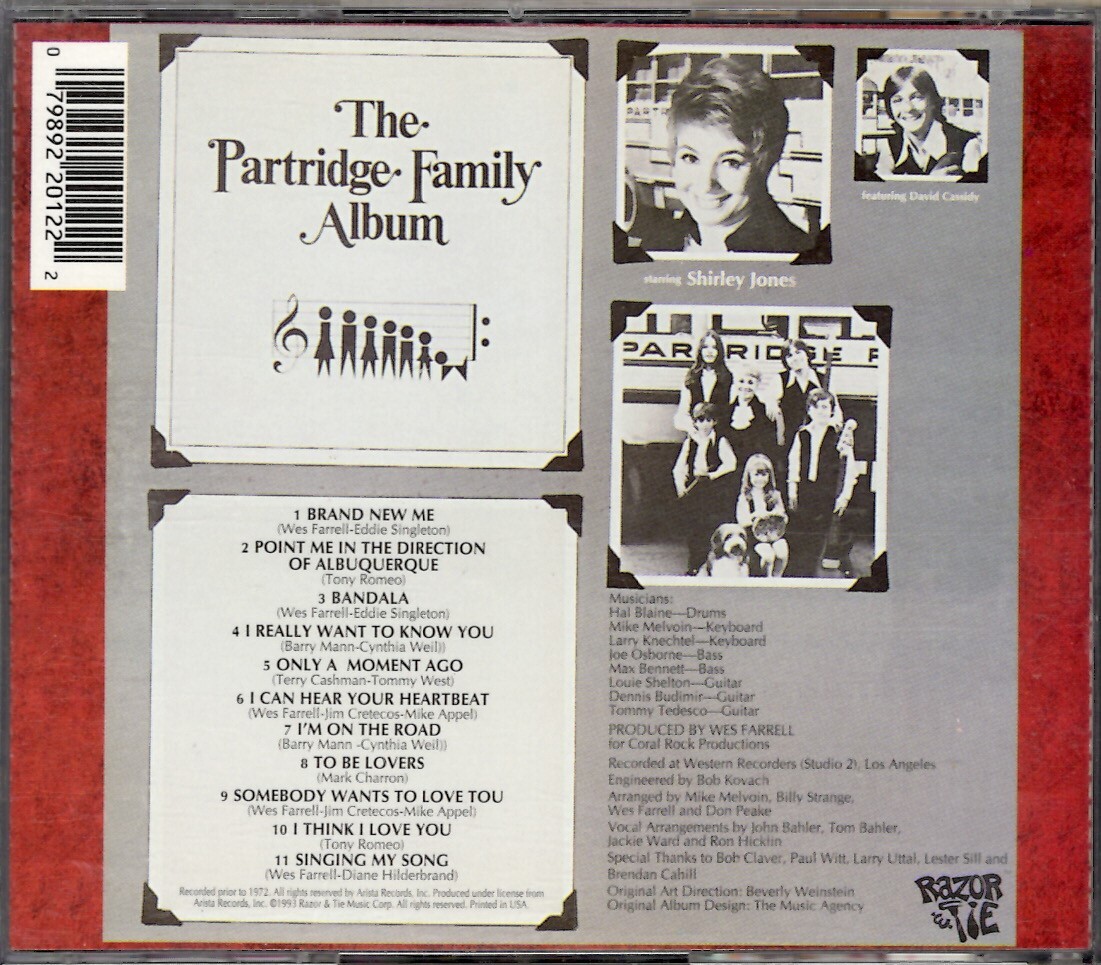 0 79892 20122 2
The
Partridge Family
Album
starring Shirley Jones
featuring David Cassidy
PARTRIDGE F
1 BRAND NEW ME
(Wes Farrell-Eddie Singleton)
2 POINT ME IN THE DIRECTION
OF ALBUQUERQUE
(Tony Romeo)
3 BANDALA
(Wes Farrell-Eddie Singleton)
4 I REALLY WANT TO KNOW YOU
(Barry Mann-Cynthia Weil))
5 ONLY A MOMENT AGO
(Terry Cashman-Tommy West)
6 I CAN HEAR YOUR HEARTBEAT
(Wes Farrell-Jim Cretecos-Mike Appel)
7 I'M ON THE ROAD
(Barry Mann -Cynthia Weil))
8 TO BE LOVERS
(Mark Charron)
9 SOMEBODY WANTS TO LOVE YOU
(Wes Farrell-Jim Cretecos-Mike Appel)
10 I THINK I LOVE YOU
(Tony Romeo)
11 SINGING MY SONG
(Wes Farrell-Diane Hilderbrand)
Recorded prior to 1972. All rights reserved by Arista Records, Inc. Produced under license from
Arista Records, Inc. ©1993 Razor & Tie Music Corp. All rights reserved. Printed in USA.
Musicians:
Hal Blaine—Drums
Mike Melvoin—Keyboard
Larry Knechtel—Keyboard
Joe Osborne—Bass
Max Bennett—Bass
Louie Shelton—Guitar
Dennis Budimir—Guitar
Tommy Tedesco—Guitar
PRODUCED BY WES FARRELL
for Coral Rock Productions
Recorded at Western Recorders (Studio 2), Los Angeles
Engineered by Bob Kovach
Arranged by Mike Melvoin, Billy Strange,
Wes Farrell and Don Peake
Vocal Arrangements by John Bahler, Tom Bahler,
Jackie Ward and Ron Hicklin
Special Thanks to Bob Claver, Paul Witt, Larry Uttal, Lester Sill and
Brendan Cahill
Original Art Direction: Beverly Weinstein
Original Album Design: The Music Agency
RAZOR
& TIE